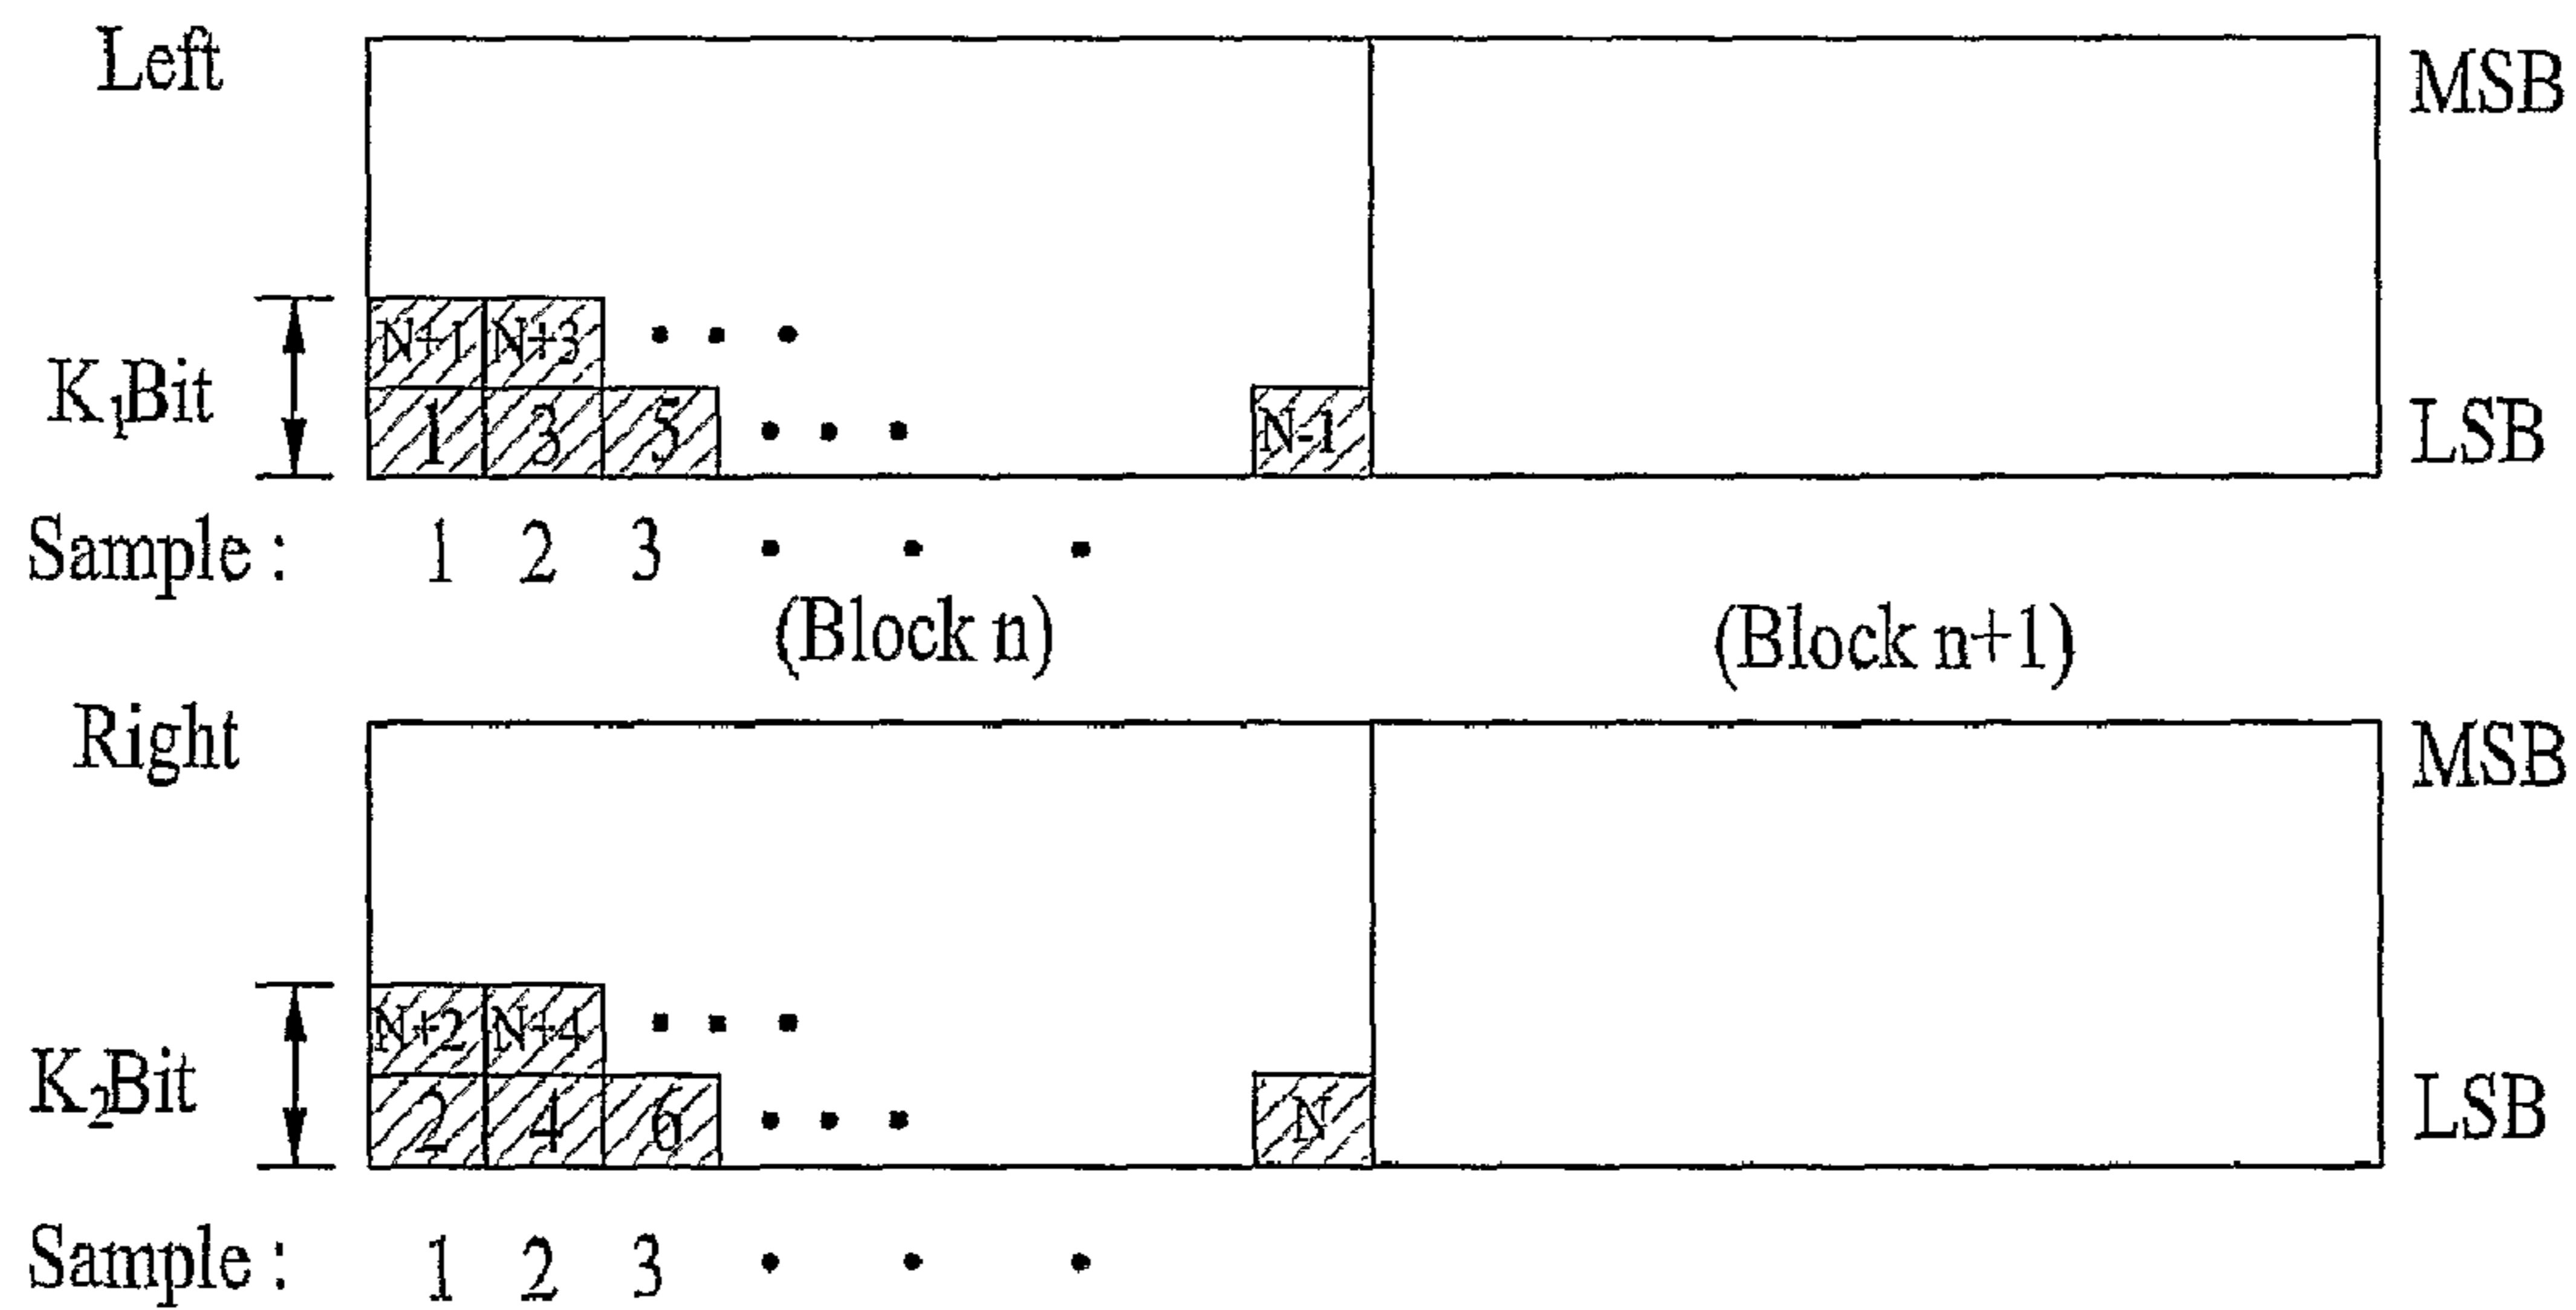 Left
MSB
N+1 N+3 • • •
K₁Bit
1 3 5 • • • N-1
LSB
Sample : 1 2 3 • • •
(Block n) (Block n+1)
Right
MSB
N+2 N+4 • • •
K₂Bit
2 4 6 • • • N
LSB
Sample : 1 2 3 • • •